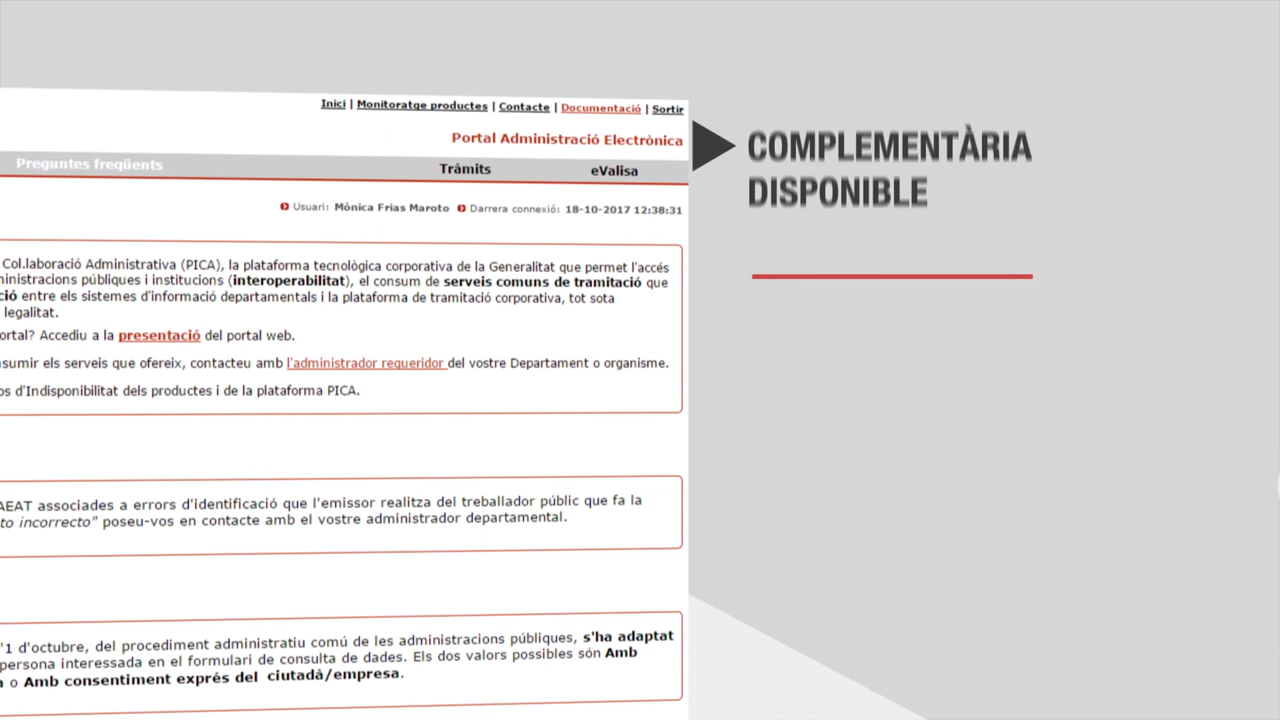 Inici | Monitoratge productes | Contacte | Documentació | Sortir
Portal Administració Electrònica
Preguntes freqüents Tràmits eValisa
Usuari: Mònica Frias Maroto Darrera connexió: 18-10-2017 12:38:31
Col.laboració Administrativa (PICA), la plataforma tecnològica corporativa de la Generalitat que permet l'accés
ministracions públiques i institucions (interoperabilitat), el consum de serveis comuns de tramitació que
ció entre els sistemes d'informació departamentals i la plataforma de tramitació corporativa, tot sota
legalitat.
ortal? Accediu a la presentació del portal web.
sumir els serveis que ofereix, contacteu amb l'administrador requeridor del vostre Departament o organisme.
os d'Indisponibilitat dels productes i de la plataforma PICA.
AEAT associades a errors d'identificació que l'emissor realitza del treballador públic que fa la
to incorrecto" poseu-vos en contacte amb el vostre administrador departamental.
'1 d'octubre, del procediment administratiu comú de les administracions públiques, s'ha adaptat
persona interessada en el formulari de consulta de dades. Els dos valors possibles són Amb
o Amb consentiment exprés del ciutadà/empresa.
COMPLEMENTÀRIA
DISPONIBLE